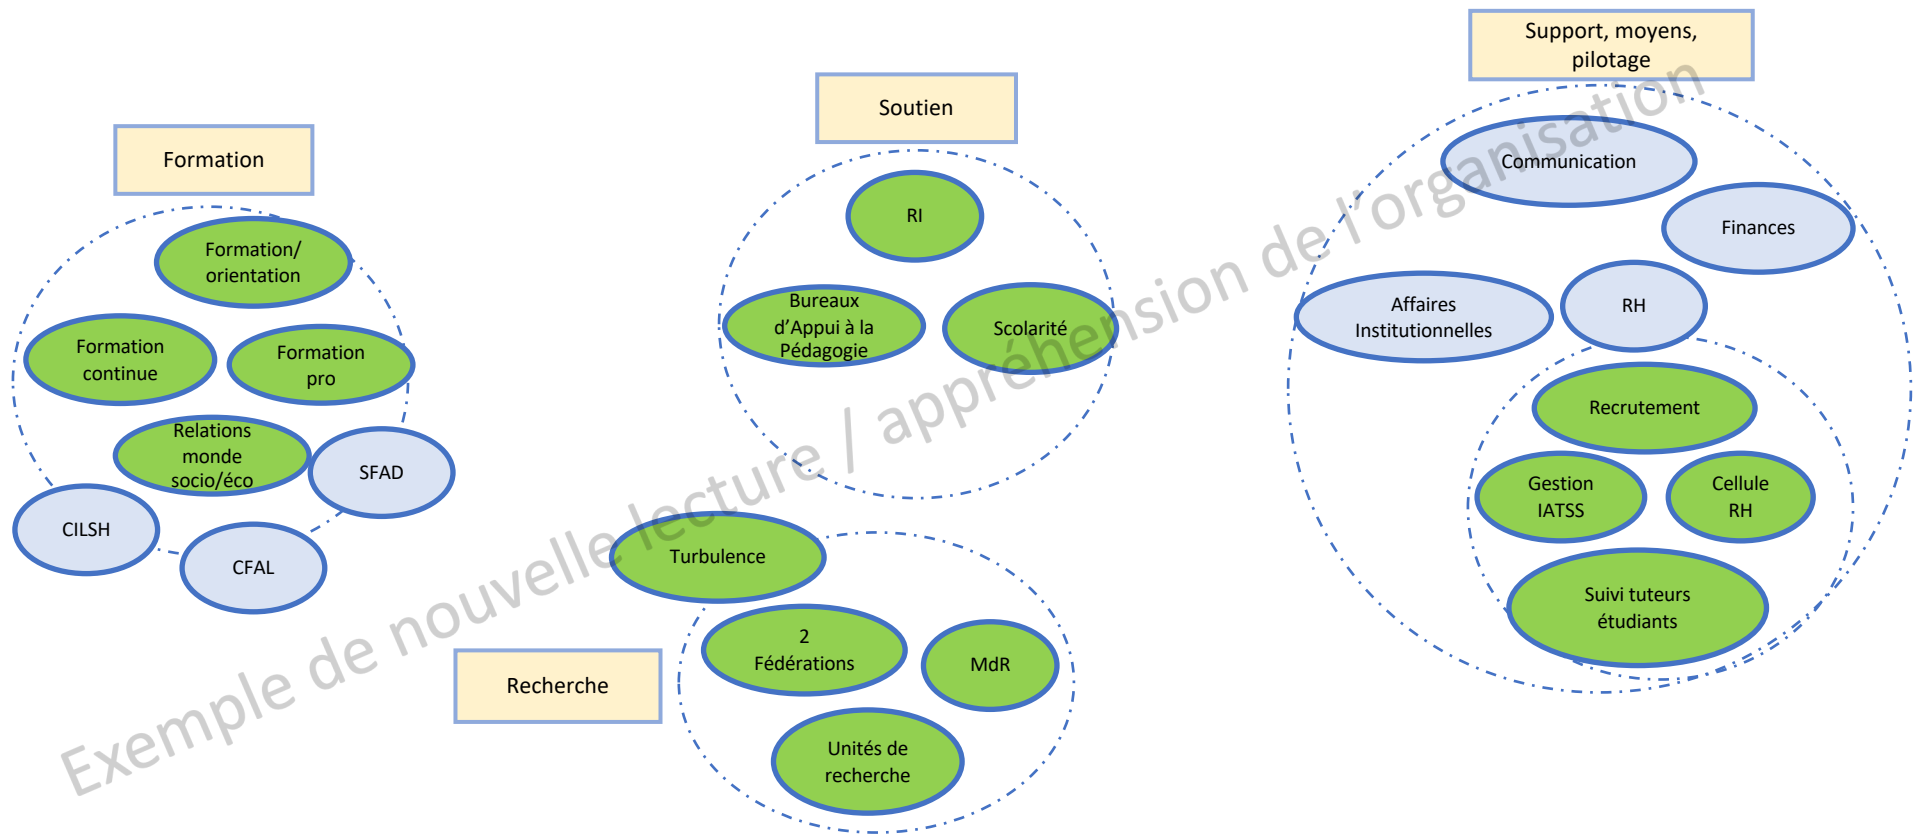 Formation
Formation/
orientation
Formation
continue
Formation
pro
Relations
monde
socio/éco
SFAD
CILSH
CFAL
Soutien
RI
Bureaux
d’Appui à la
Pédagogie
Scolarité
Recherche
Turbulence
2
Fédérations
MdR
Unités de
recherche
Support, moyens,
pilotage
Communication
Finances
Affaires
Institutionnelles
RH
Recrutement
Gestion
IATSS
Cellule
RH
Suivi tuteurs
étudiants
Exemple de nouvelle lecture / appréhension de l’organisation